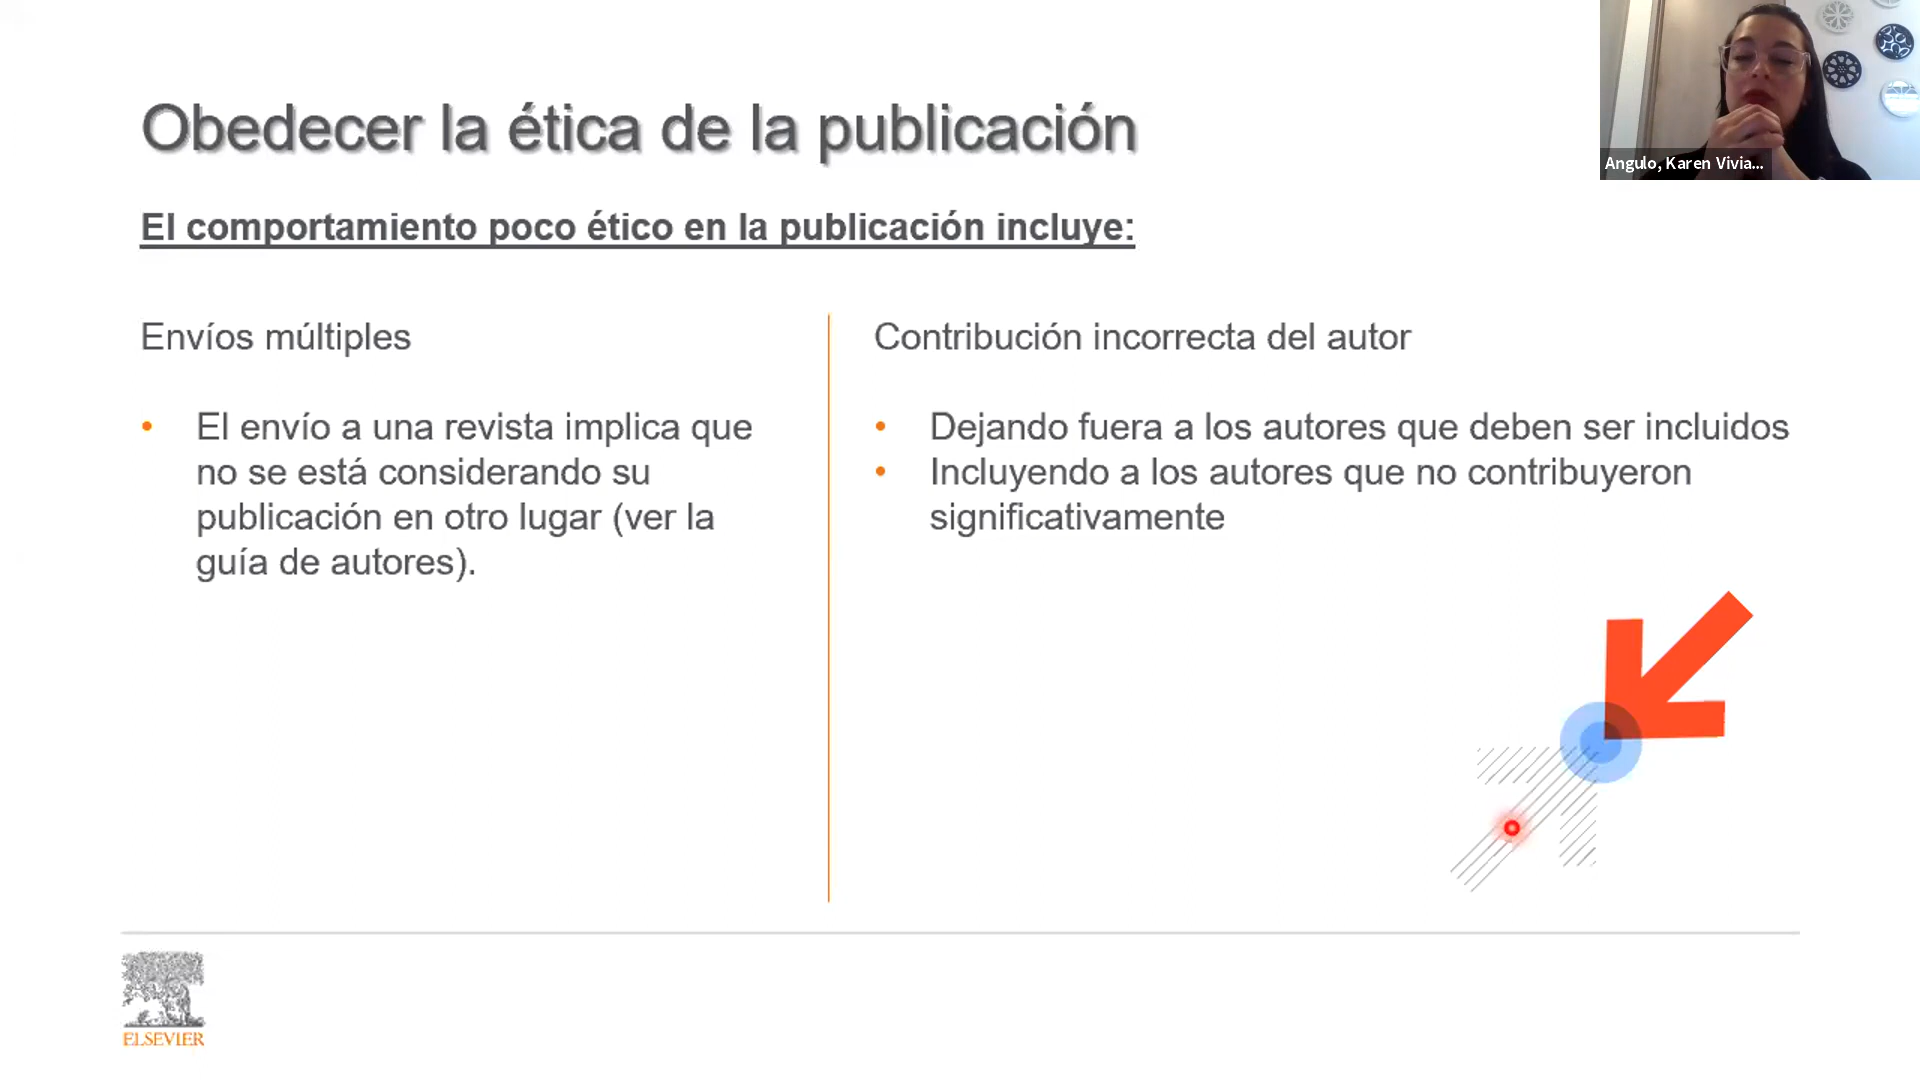 Obedecer la ética de la publicación
Angulo, Karen Vivia...
El comportamiento poco ético en la publicación incluye:
Envíos múltiples
• El envío a una revista implica que
no se está considerando su
publicación en otro lugar (ver la
guía de autores).
Contribución incorrecta del autor
• Dejando fuera a los autores que deben ser incluidos
• Incluyendo a los autores que no contribuyeron
significativamente
ELSEVIER